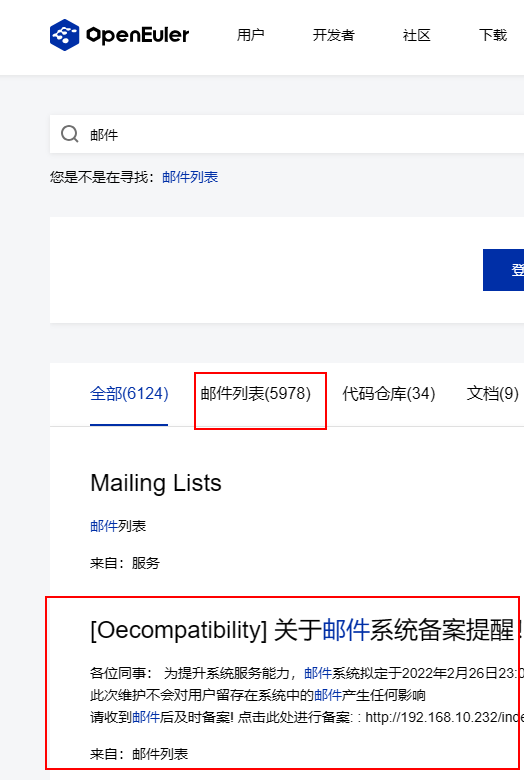 OpenEuler 用户 开发者 社区 下载
邮件
您是不是在寻找：邮件列表
登
全部(6124) 邮件列表(5978) 代码仓库(34) 文档(9)
Mailing Lists
邮件列表
来自：服务
[Oecompatibility] 关于邮件系统备案提醒!
各位同事： 为提升系统服务能力，邮件系统拟定于2022年2月26日23:0
此次维护不会对用户留存在系统中的邮件产生任何影响
请收到邮件后及时备案! 点击此处进行备案: : http://192.168.10.232/inde
来自：邮件列表